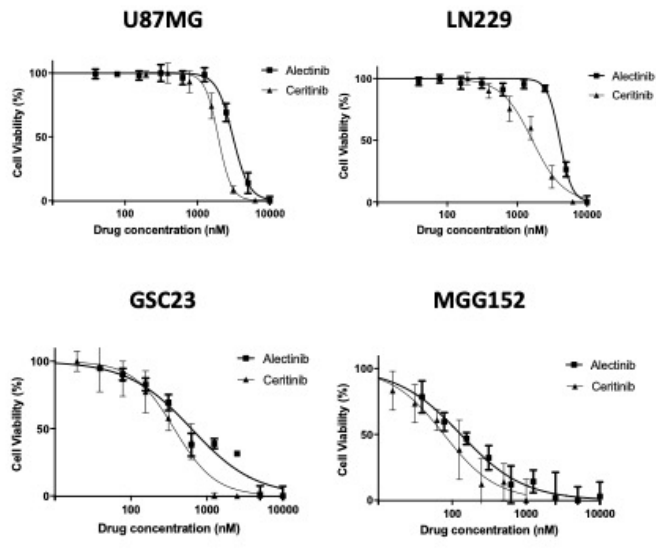 U87MG
100
50
0
Cell Viability (%)
100
1000
10000
Drug concentration (nM)
Alectinib
Ceritinib
LN229
100
50
0
Cell Viability (%)
100
1000
10000
Drug concentration (nM)
Alectinib
Ceritinib
GSC23
100
50
0
Cell Viability (%)
100
1000
10000
Drug concentration (nM)
Alectinib
Ceritinib
MGG152
100
50
0
Cell Viability (%)
100
1000
10000
Drug concentration (nM)
Alectinib
Ceritinib